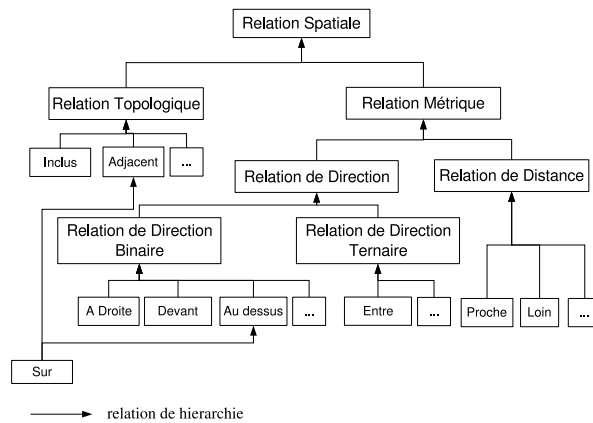 Relation Spatiale
Relation Topologique
Relation Métrique
Inclus
Adjacent
...
Relation de Direction
Relation de Distance
Relation de Direction
Binaire
Relation de Direction
Ternaire
A Droite
Devant
Au dessus
...
Entre
...
Proche
Loin
...
Sur
relation de hierarchie